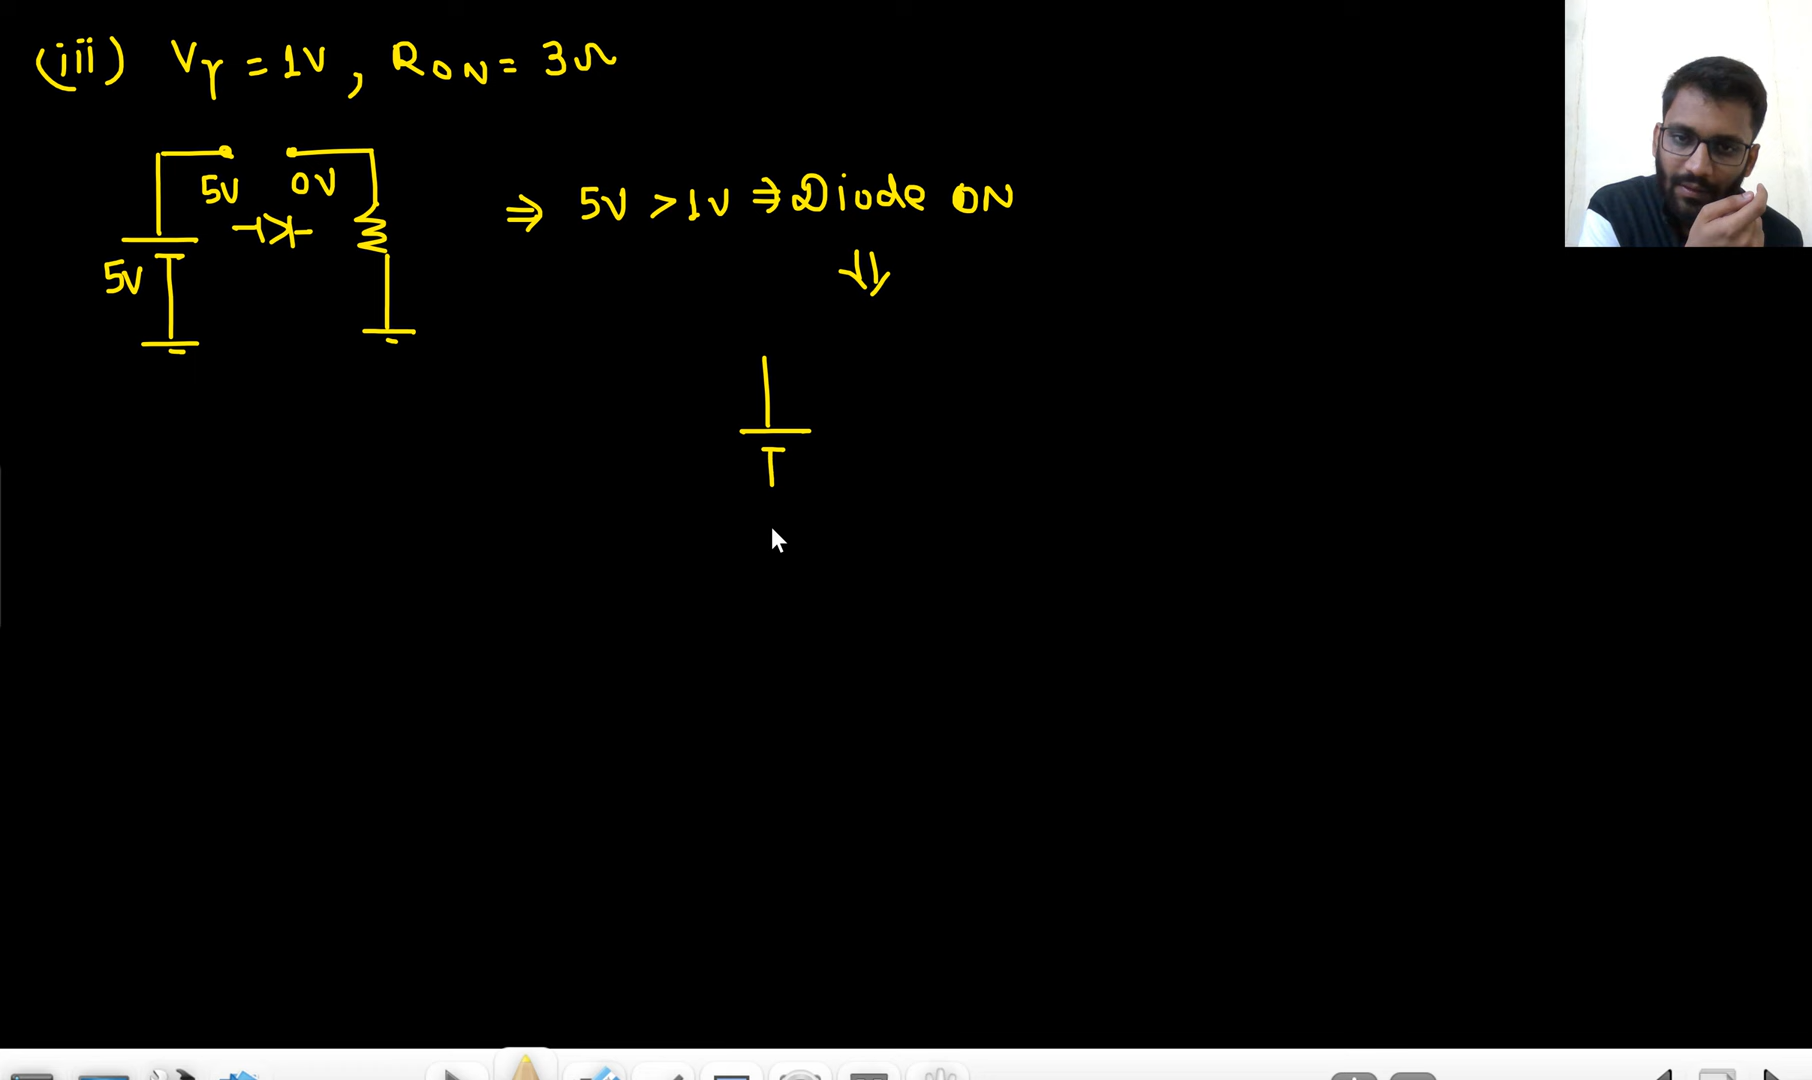 (iii) Vγ = 1V, RON = 3Ω
5V 0V
5V
⇒ 5V > 1V ⇒ Diode ON
⇓